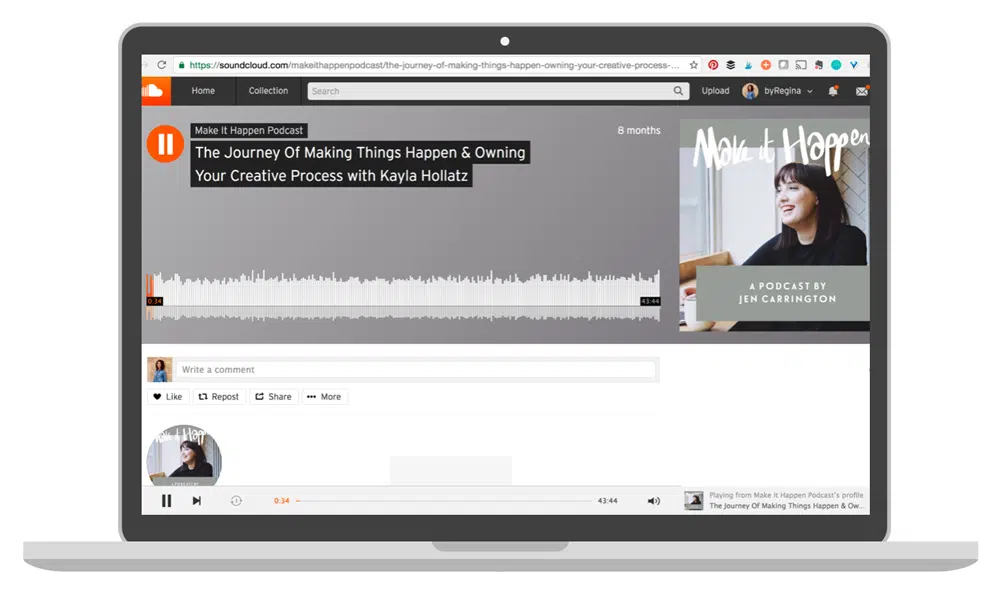 https://soundcloud.com/makeithappenpodcast/the-journey-of-making-things-happen-owning-your-creative-process-...
Home
Collection
Search
Upload
byRegina
Make It Happen Podcast
8 months
The Journey Of Making Things Happen & Owning
Your Creative Process with Kayla Hollatz
Make it Happen
A PODCAST BY
JEN CARRINGTON
0:34
43:44
Write a comment
Like
Repost
Share
More
Make it Happ
0:34
43:44
Playing from Make It Happen Podcast's profile
The Journey Of Making Things Happen & Ow...